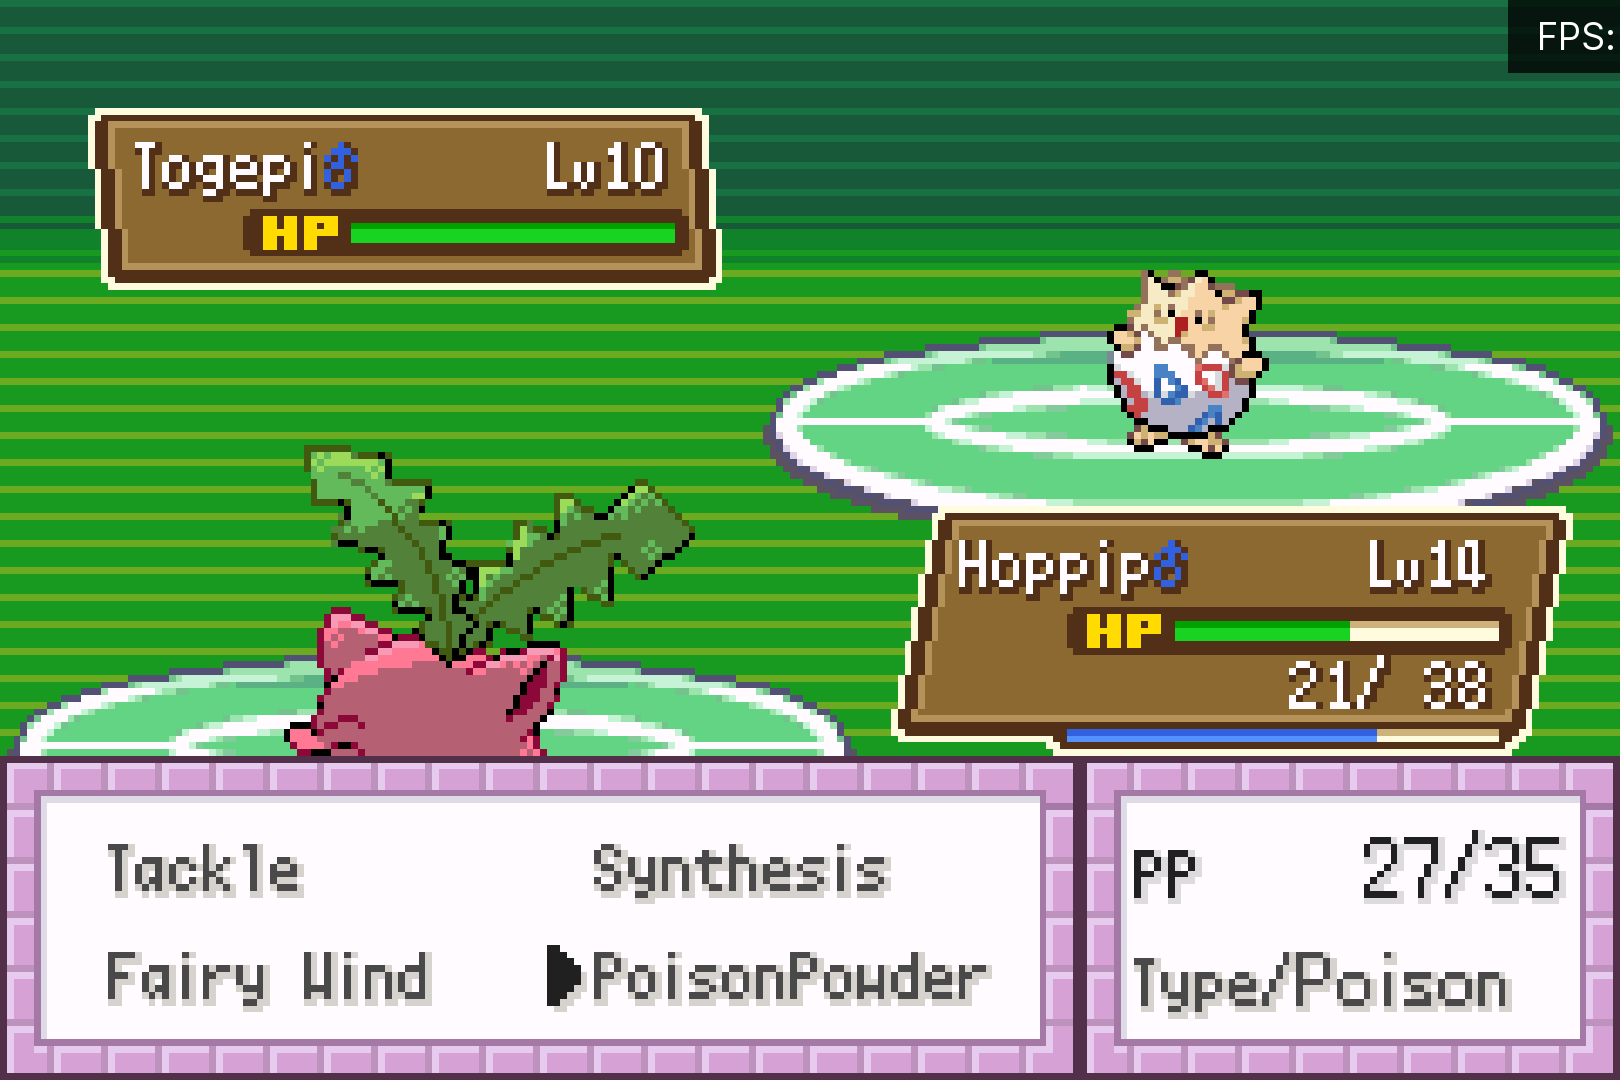 FPS:
Togepi♂ Lv10
HP
Hoppip♂ Lv14
HP
21/ 38
Tackle Synthesis
Fairy Wind PoisonPowder
PP 27/35
Type/Poison